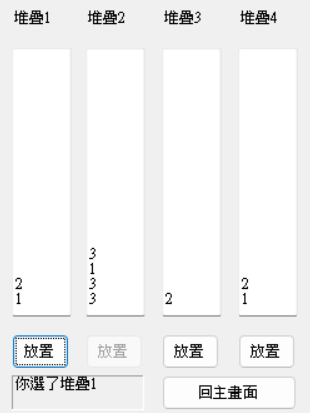 堆疊1 堆疊2 堆疊3 堆疊4
3
1
2 3 2
1 3 2 1
放置 放置 放置 放置
你選了堆疊1
回主畫面